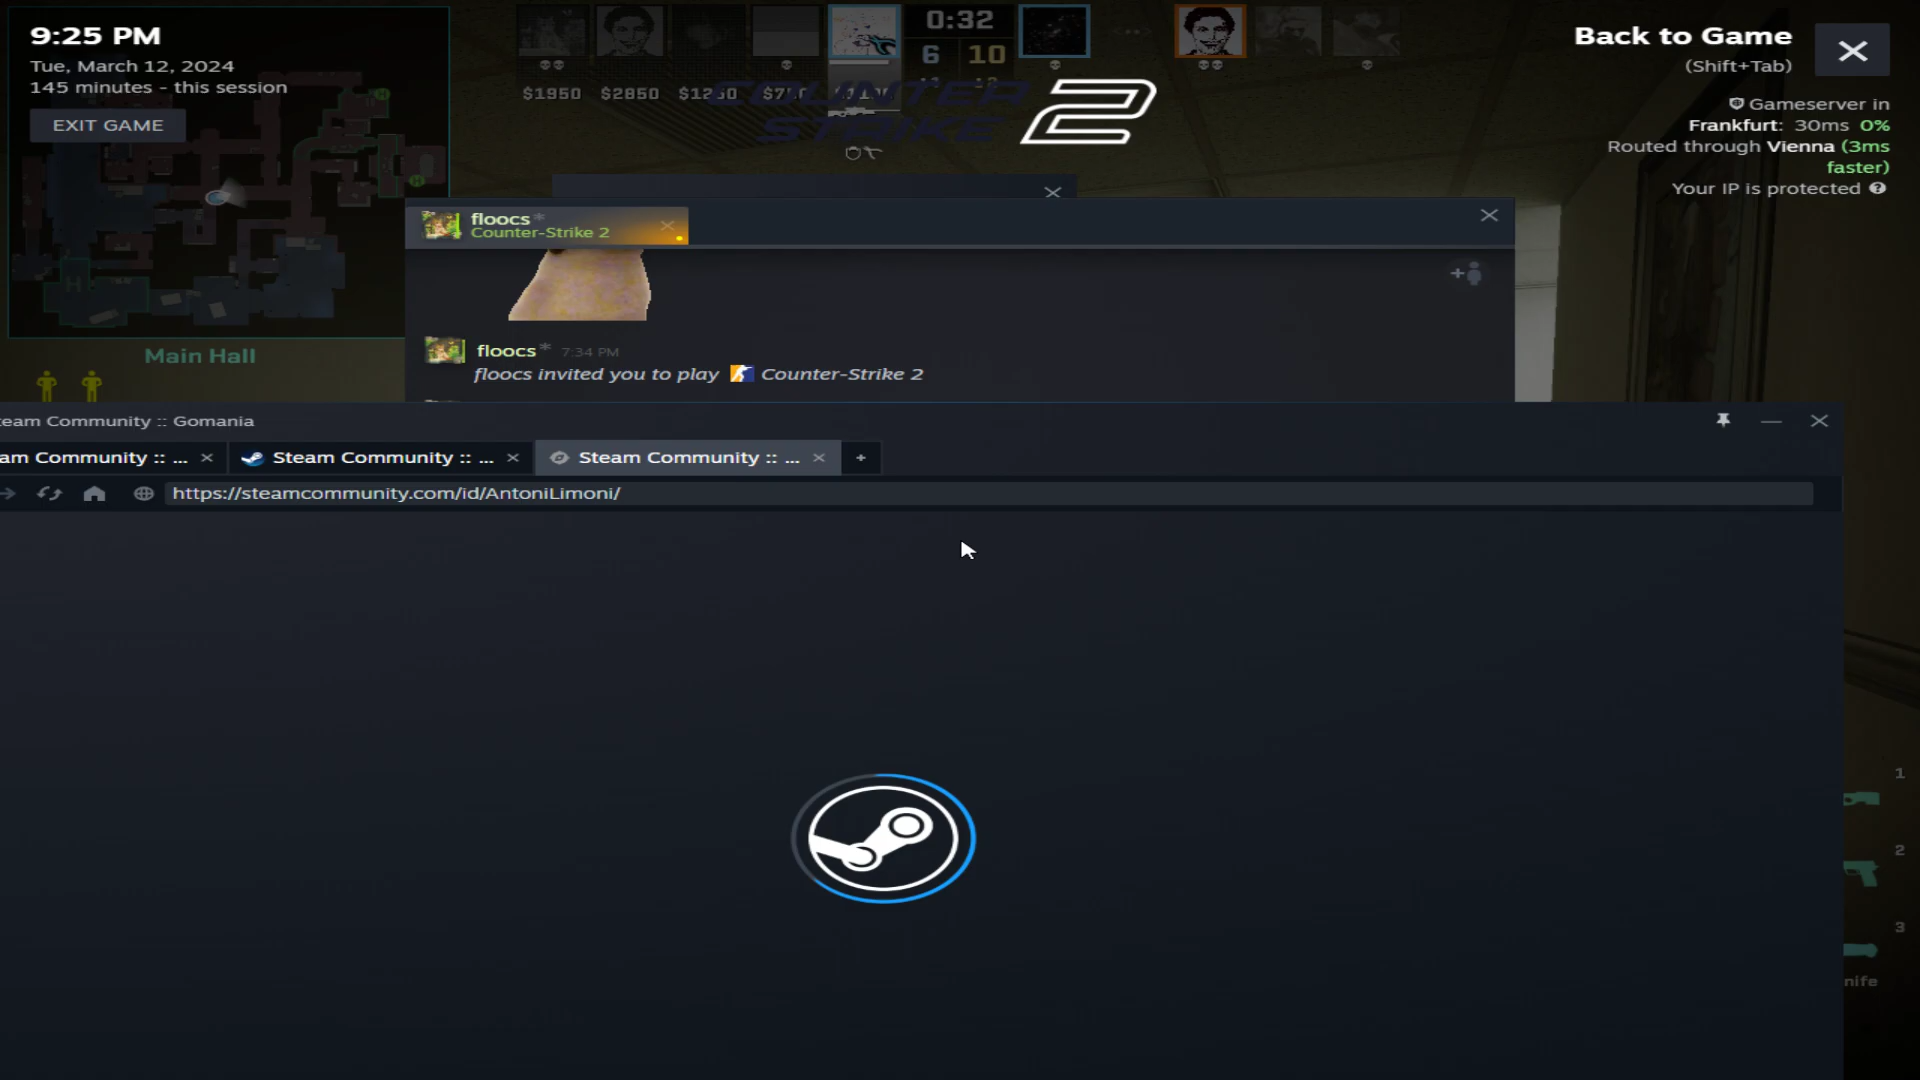 9:25 PM
Tue, March 12, 2024
145 minutes - this session
EXIT GAME
Main Hall
0:32
6 10
$1950 $2850
COUNTER
STRIKE 2
Back to Game
(Shift+Tab)
Gameserver in
Frankfurt: 30ms 0%
Routed through Vienna (3ms
faster)
Your IP is protected
floocs *
Counter-Strike 2
floocs * 7:34 PM
floocs invited you to play Counter-Strike 2
eam Community :: Gomania
am Community :: ...
Steam Community :: ...
Steam Community :: ...
https://steamcommunity.com/id/AntoniLimoni/
1
2
3
nife